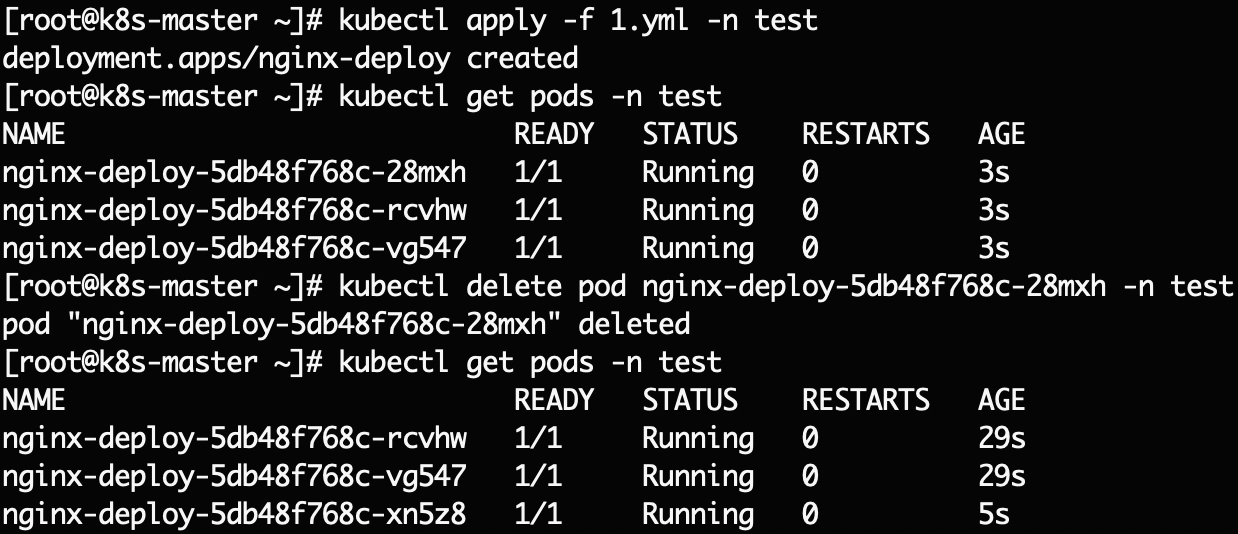 [root@k8s-master ~]# kubectl apply -f 1.yml -n test
deployment.apps/nginx-deploy created
[root@k8s-master ~]# kubectl get pods -n test
NAME READY STATUS RESTARTS AGE
nginx-deploy-5db48f768c-28mxh 1/1 Running 0 3s
nginx-deploy-5db48f768c-rcvhw 1/1 Running 0 3s
nginx-deploy-5db48f768c-vg547 1/1 Running 0 3s
[root@k8s-master ~]# kubectl delete pod nginx-deploy-5db48f768c-28mxh -n test
pod "nginx-deploy-5db48f768c-28mxh" deleted
[root@k8s-master ~]# kubectl get pods -n test
NAME READY STATUS RESTARTS AGE
nginx-deploy-5db48f768c-rcvhw 1/1 Running 0 29s
nginx-deploy-5db48f768c-vg547 1/1 Running 0 29s
nginx-deploy-5db48f768c-xn5z8 1/1 Running 0 5s